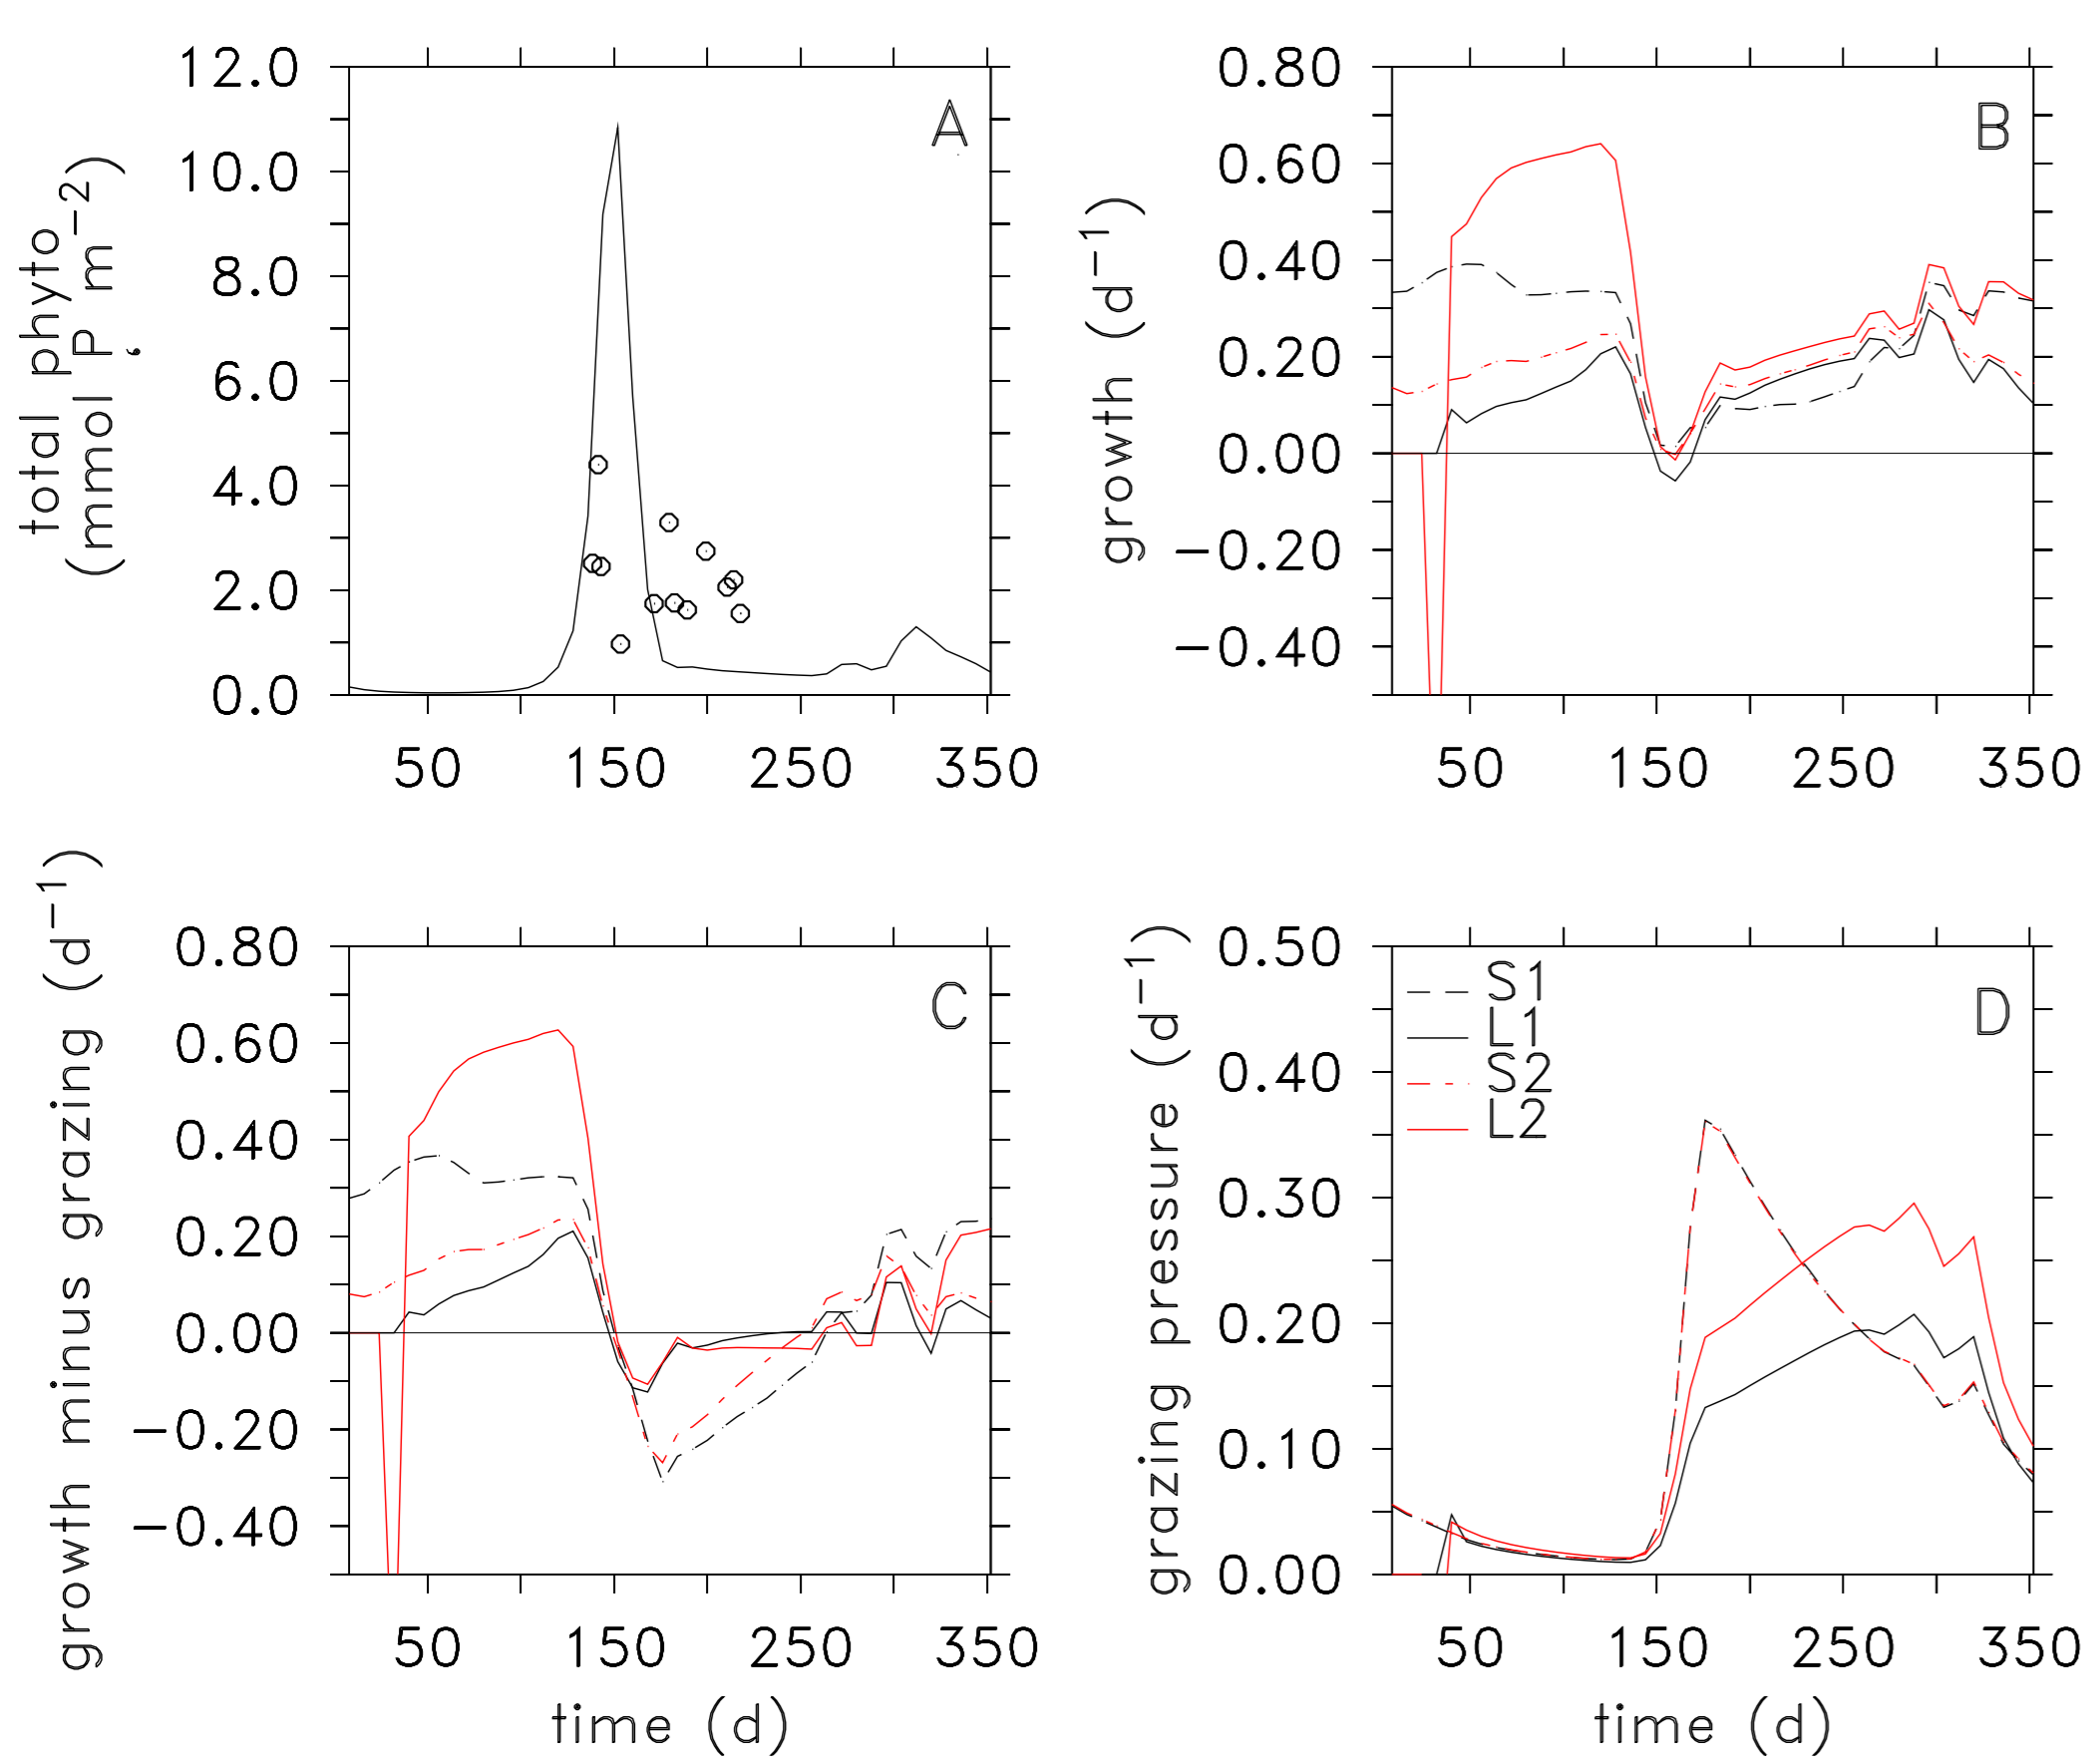 total phyto
(mmol P m−2)
12.0
10.0
8.0
6.0
4.0
2.0
0.0
A
50 150 250 350
growth (d−1)
0.80
0.60
0.40
0.20
0.00
−0.20
−0.40
B
50 150 250 350
growth minus grazing (d−1)
0.80
0.60
0.40
0.20
0.00
−0.20
−0.40
C
50 150 250 350
time (d)
grazing pressure (d−1)
0.50
0.40
0.30
0.20
0.10
0.00
S1
L1
S2
L2
D
50 150 250 350
time (d)